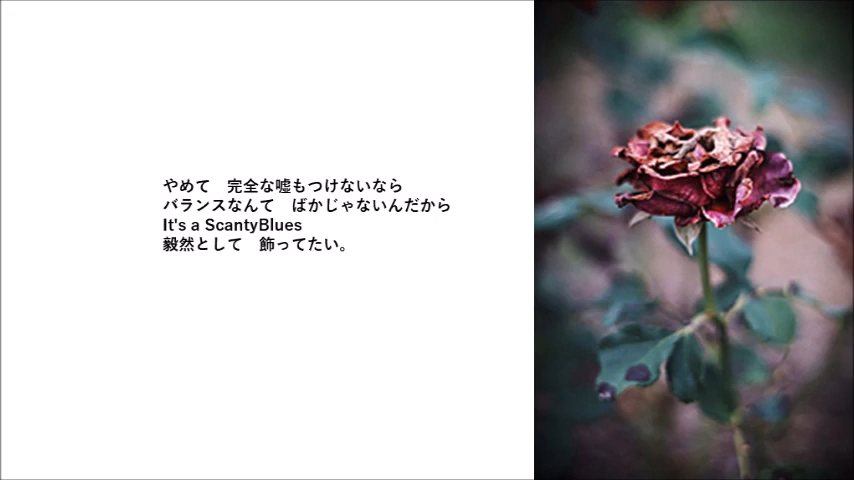 やめて　完全な嘘もつけないなら
バランスなんて　ばかじゃないんだから
It's a ScantyBlues
毅然として　飾ってたい。